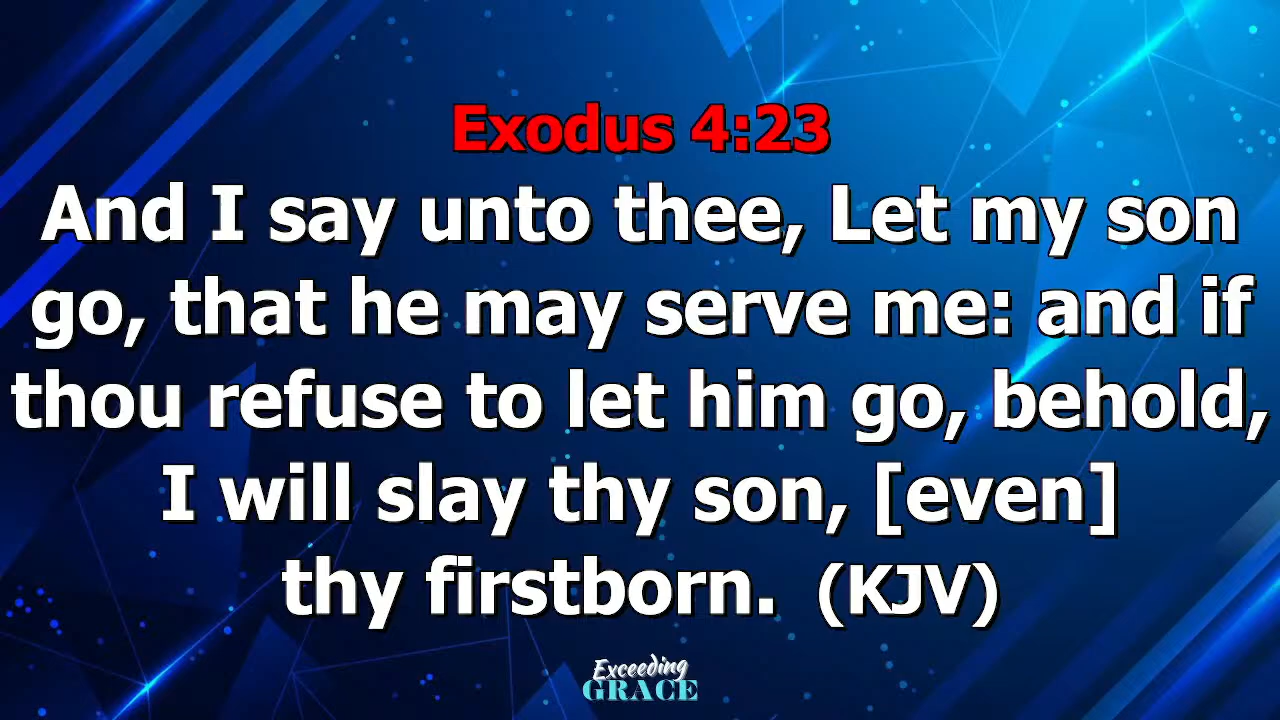 Exodus 4:23
And I say unto thee, Let my son
go, that he may serve me: and if
thou refuse to let him go, behold,
I will slay thy son, [even]
thy firstborn. (KJV)
Exceeding
GRACE